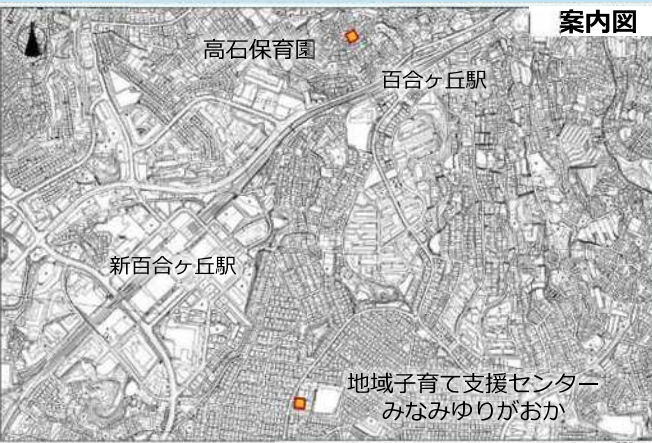 案内図
高石保育園
百合ヶ丘駅
新百合ヶ丘駅
地域子育て支援センター
みなみゆりがおか